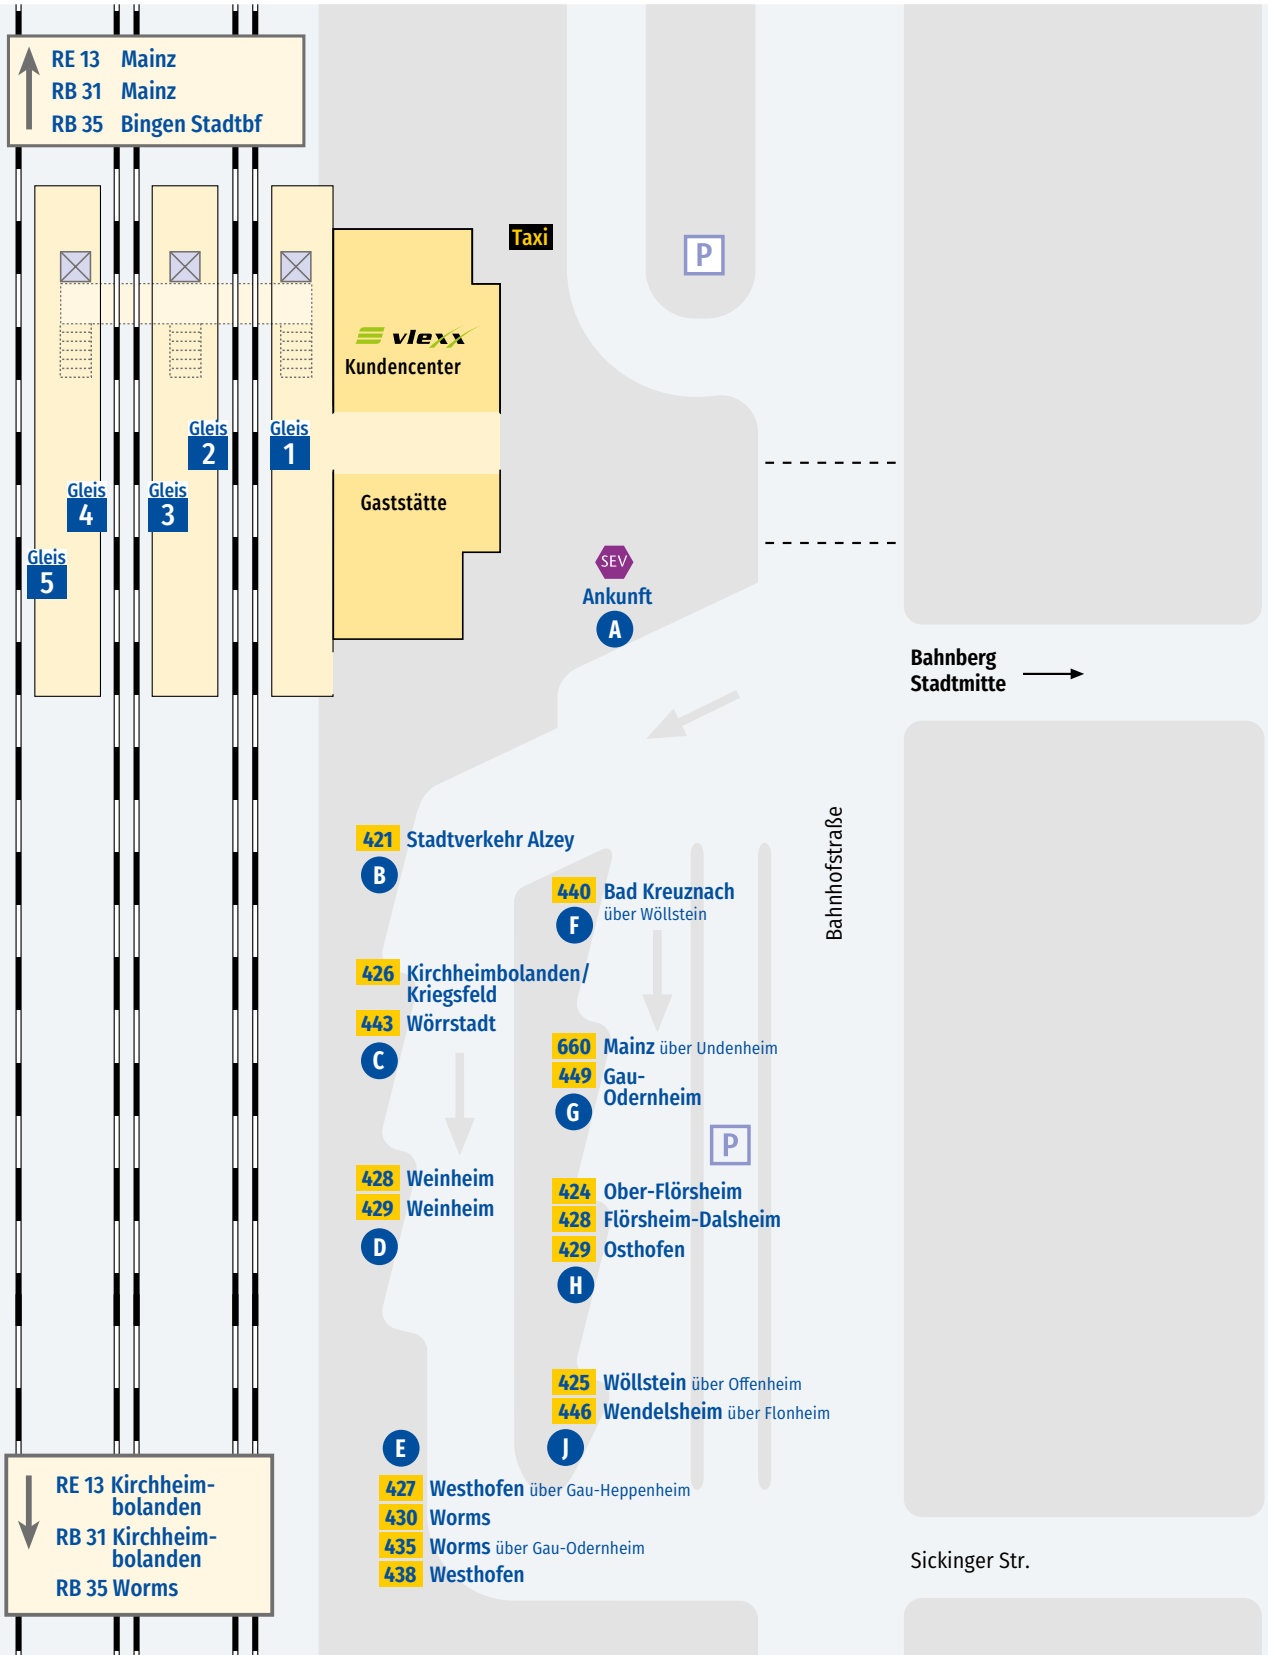 RE 13 Mainz
RB 31 Mainz
RB 35 Bingen Stadtbf
Taxi
P
vlexx
Kundencenter
Gleis
2
Gleis
1
Gleis
4
Gleis
3
Gaststätte
Gleis
5
SEV
Ankunft
A
Bahnberg
Stadtmitte
Bahnhofstraße
421 Stadtverkehr Alzey
B
440 Bad Kreuznach
über Wöllstein
F
426 Kirchheimbolanden/
Kriegsfeld
443 Wörrstadt
C
660 Mainz über Undenheim
449 Gau-
Odernheim
G
P
428 Weinheim
429 Weinheim
D
424 Ober-Flörsheim
428 Flörsheim-Dalsheim
429 Osthofen
H
425 Wöllstein über Offenheim
446 Wendelsheim über Flonheim
J
E
427 Westhofen über Gau-Heppenheim
430 Worms
435 Worms über Gau-Odernheim
438 Westhofen
RE 13 Kirchheim-
bolanden
RB 31 Kirchheim-
bolanden
RB 35 Worms
Sickinger Str.